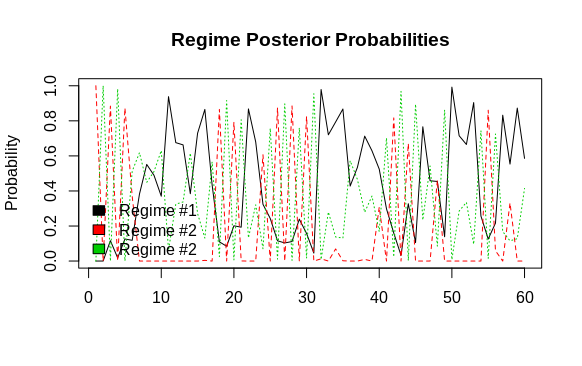 Regime Posterior Probabilities
Probability
1.0
0.8
0.6
0.4
0.2
0.0
Regime #1
Regime #2
Regime #2
0 10 20 30 40 50 60